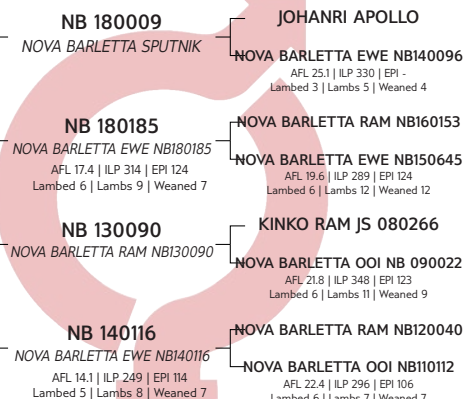 NB 180009
NOVA BARLETTA SPUTNIK
JOHANRI APOLLO
NOVA BARLETTA EWE NB140096
AFL 25.1 | ILP 330 | EPI -
Lambed 3 | Lambs 5 | Weaned 4
NB 180185
NOVA BARLETTA EWE NB180185
AFL 17.4 | ILP 314 | EPI 124
Lambed 6 | Lambs 9 | Weaned 7
NOVA BARLETTA RAM NB160153
NOVA BARLETTA EWE NB150645
AFL 19.6 | ILP 289 | EPI 124
Lambed 6 | Lambs 12 | Weaned 12
NB 130090
NOVA BARLETTA RAM NB130090
KINKO RAM JS 080266
NOVA BARLETTA OOI NB 090022
AFL 21.8 | ILP 348 | EPI 123
Lambed 6 | Lambs 11 | Weaned 9
NB 140116
NOVA BARLETTA EWE NB140116
AFL 14.1 | ILP 249 | EPI 114
Lambed 5 | Lambs 8 | Weaned 7
NOVA BARLETTA RAM NB120040
NOVA BARLETTA OOI NB110112
AFL 22.4 | ILP 296 | EPI 106
Lambed 6 | Lambs 7 | Weaned 7